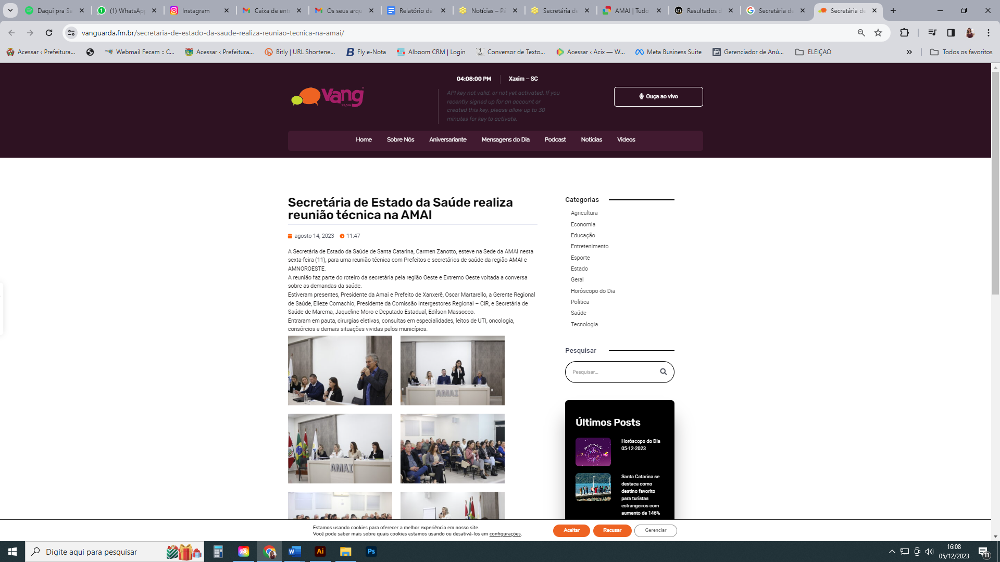 Daqui pra Se
(1) WhatsAp
Instagram
Caixa de ent
Os seus arqu
Relatório de
Notícias – Pá
Secretária de
AMAI | Tudo
Resultados d
Secretária de
Secretária de
vanguarda.fm.br/secretaria-de-estado-da-saude-realiza-reuniao-tecnica-na-amai/
Acessar ‹ Prefeitura...
Webmail Fecam :: C...
Acessar ‹ Prefeitura...
Bitly | URL Shortene...
Fly e-Nota
Alboom CRM | Login
Conversor de Texto...
Acessar ‹ Acix — W...
Meta Business Suite
Gerenciador de Anú...
ELEIÇAO
Todos os favoritos
04:08:00 PM
Xaxim – SC
Vang
API key not valid, or not yet activated. If you
recently signed up for an account or
created this key, please allow up to 30
minutes for key to activate.
Ouça ao vivo
Home
Sobre Nós
Aniversariante
Mensagens do Dia
Podcast
Notícias
Videos
Secretária de Estado da Saúde realiza
reunião técnica na AMAI
agosto 14, 2023
11:47
A Secretária de Estado da Saúde de Santa Catarina, Carmen Zanotto, esteve na Sede da AMAI nesta
sexta-feira (11), para uma reunião técnica com Prefeitos e secretários de saúde da região AMAI e
AMNOROESTE.
A reunião faz parte do roteiro da secretária pela região Oeste e Extremo Oeste voltada a conversa
sobre as demandas da saúde.
Estiveram presentes, Presidente da Amai e Prefeito de Xanxerê, Oscar Martarello, a Gerente Regional
de Saúde, Elieze Comachio, Presidente da Comissão Intergestores Regional – CIR, e Secretária de
Saúde de Marema, Jaqueline Moro e Deputado Estadual, Edilson Massocco.
Entraram em pauta, cirurgias eletivas, consultas em especialidades, leitos de UTI, oncologia,
consórcios e demais situações vividas pelos municípios.
AMAI
AMAI
Categorias
Agricultura
Economia
Educação
Entretenimento
Esporte
Estado
Geral
Horóscopo do Dia
Politica
Saúde
Tecnologia
Pesquisar
Pesquisar...
Últimos Posts
Horóscopo do Dia
05-12-2023
Santa Catarina se
destaca como
destino favorito
para turistas
estrangeiros com
aumento de 146%
Estamos usando cookies para oferecer a melhor experiência em nosso site.
Você pode saber mais sobre quais cookies estamos usando ou desativá-los em configurações.
Aceitar
Recusar
Gerenciar
Digite aqui para pesquisar
16:08
05/12/2023
11